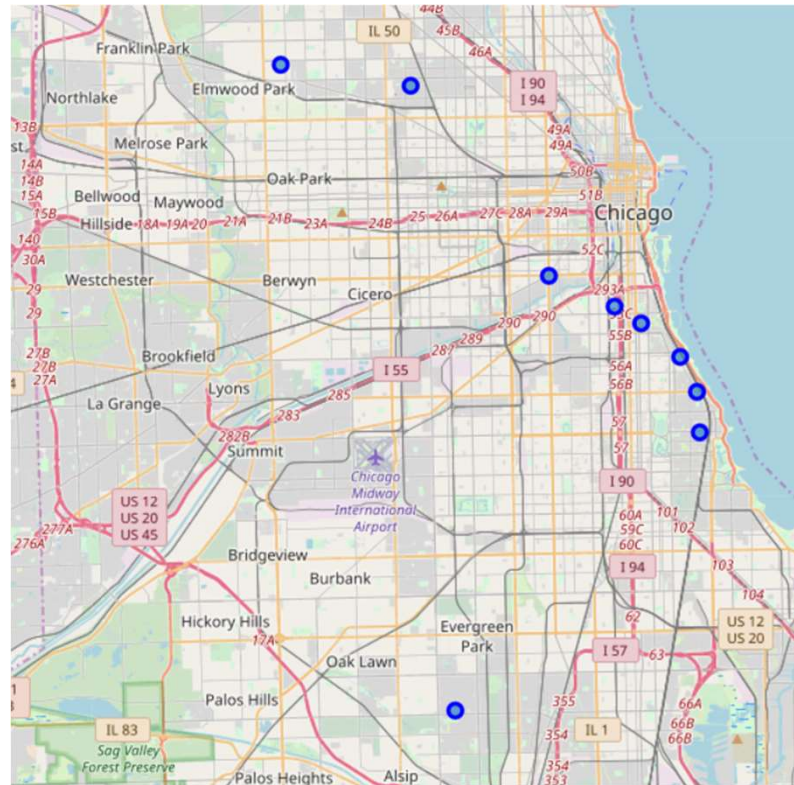 44B
45B
IL 50
Franklin Park
46A
Elmwood Park
I 90
I 94
Northlake
13B
49A
49A
st.
Melrose Park
14A
14B
15A
15B
Oak Park
50B
Bellwood
Maywood
51B
Hillside
18A
19A
20
21A
21B
23A
24B
25
26A
27C
28A
29A
Chicago
140
30A
52C
Westchester
Berwyn
Cicero
29
29
293A
290
290
289
287
55B
27B
27B
27A
Brookfield
I 55
56A
56B
4
La Grange
Lyons
285
283
282B
57
57
Summit
Chicago
Midway
International
Airport
I 90
US 12
US 20
US 45
277A
276A
60A
59C
60C
101
102
Bridgeview
I 94
103
Burbank
104
Hickory Hills
17A
Evergreen
Park
62
US 12
US 20
Oak Lawn
I 57
63
1
Palos Hills
355
66A
IL 83
354
IL 1
66B
66B
Sag Valley
Forest Preserve
354
353
Palos Heights
Alsip